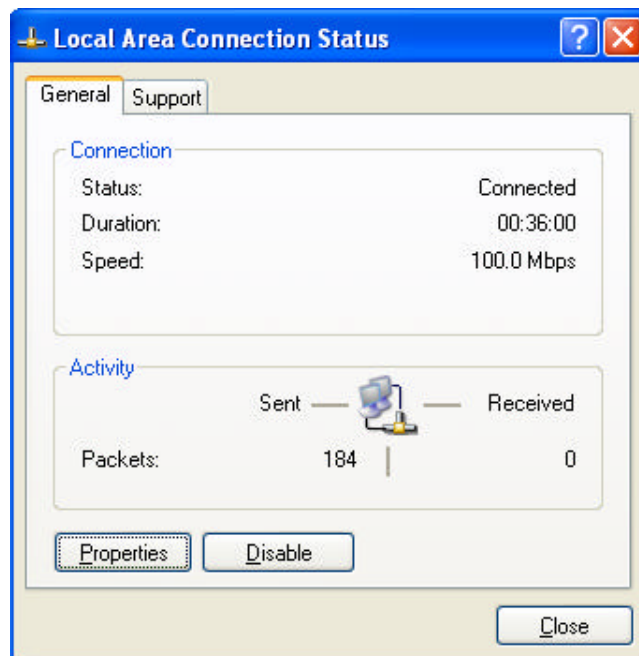 Local Area Connection Status
General Support
Connection
Status: Connected
Duration: 00:36:00
Speed: 100.0 Mbps
Activity
Sent Received
Packets: 184 0
Properties Disable
Close